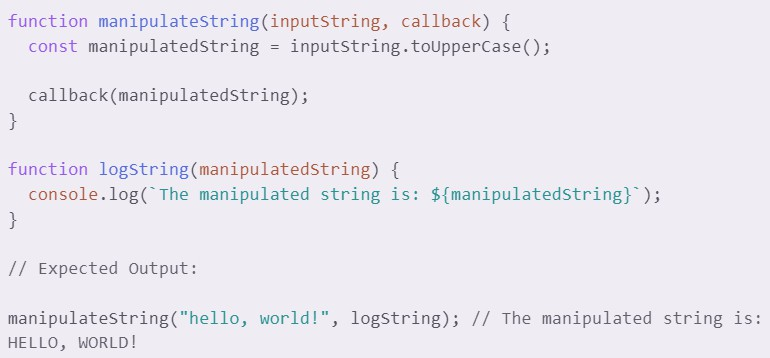 function manipulateString(inputString, callback) {
  const manipulatedString = inputString.toUpperCase();

  callback(manipulatedString);
}

function logString(manipulatedString) {
  console.log(`The manipulated string is: ${manipulatedString}`);
}

// Expected Output:

manipulateString("hello, world!", logString); // The manipulated string is:
HELLO, WORLD!